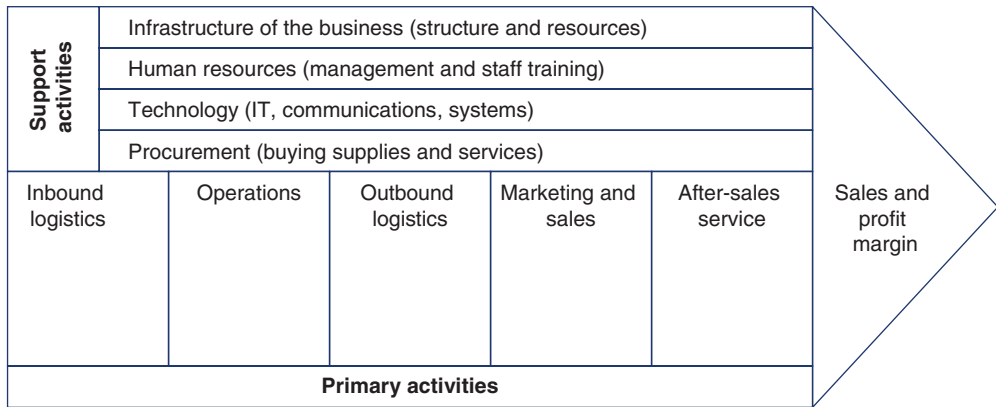 Support
activities
Infrastructure of the business (structure and resources)
Human resources (management and staff training)
Technology (IT, communications, systems)
Procurement (buying supplies and services)
Inbound
logistics
Operations
Outbound
logistics
Marketing and
sales
After-sales
service
Sales and
profit
margin
Primary activities